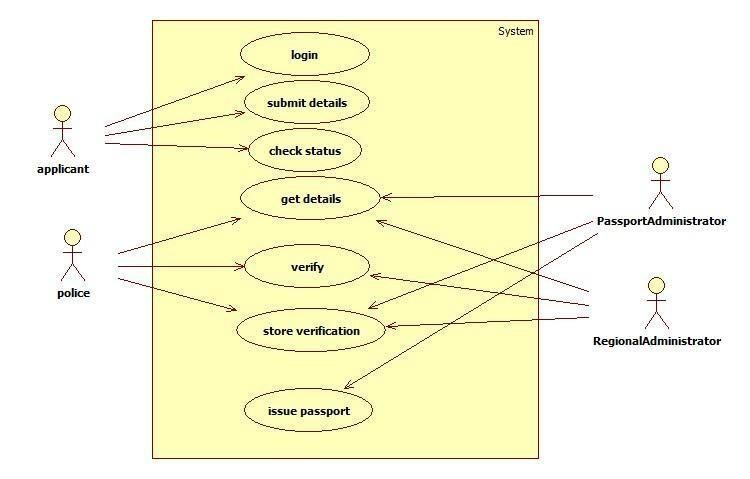 System
login
submit details
check status
applicant
get details
PassportAdministrator
police
verify
store verification
RegionalAdministrator
issue passport